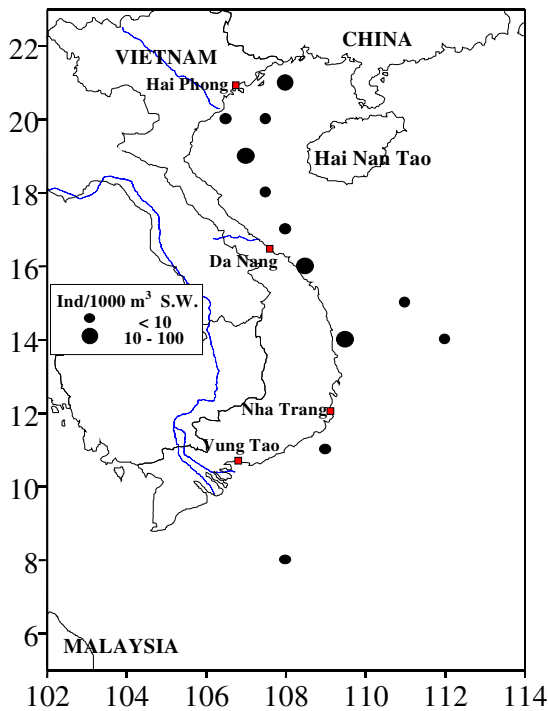 22
CHINA
VIETNAM
Hai Phong
20
Hai Nan Tao
18
Da Nang
16
Ind/1000 m³ S.W.
< 10
10 - 100
14
Nha Trang
12
Vung Tao
10
8
6
MALAYSIA
102 104 106 108 110 112 114